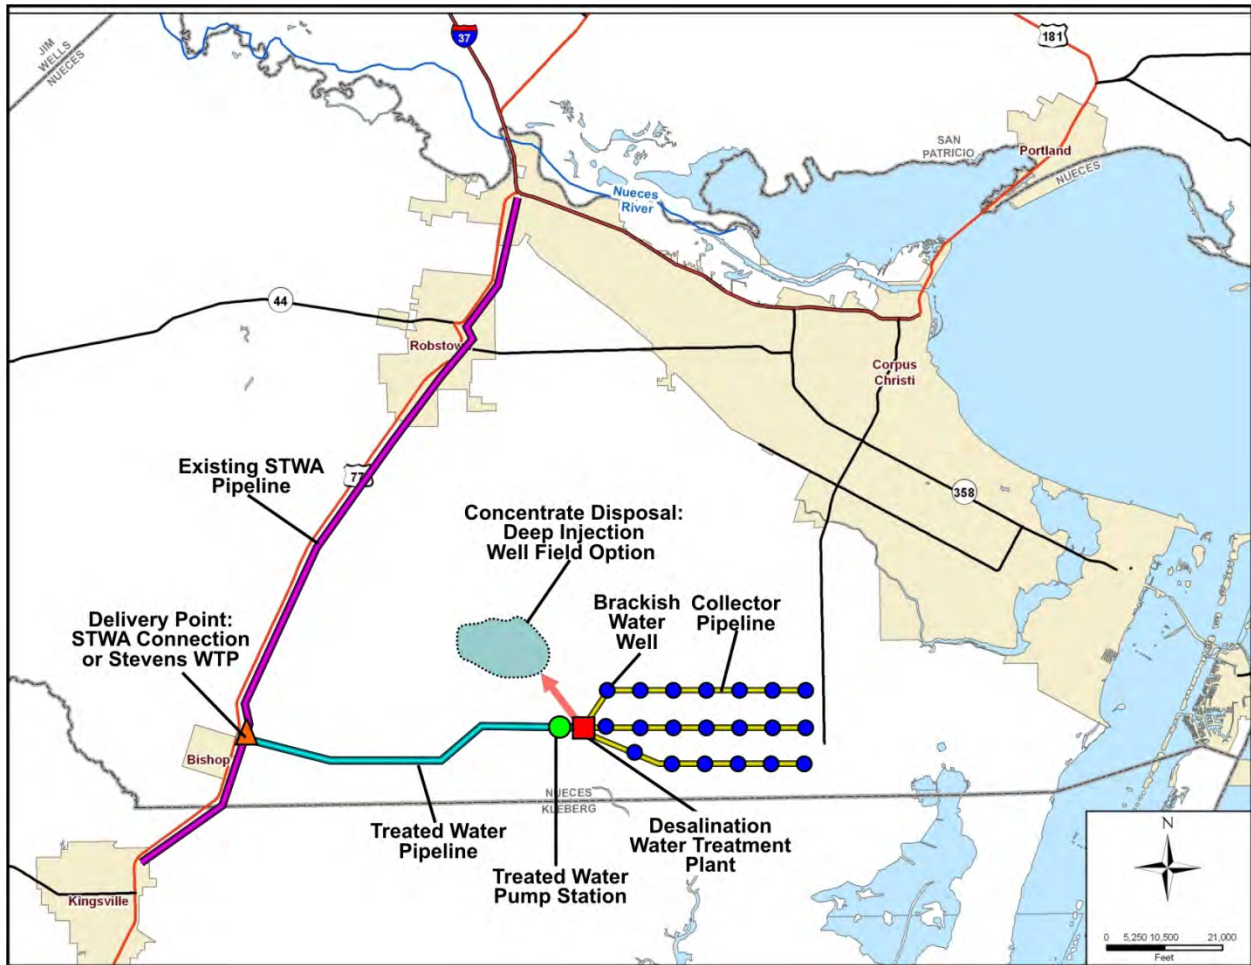 JIM
WELLS
NUECES
37
181
SAN
PATRICIO
Portland
NUECES
Nueces
River
44
Robstow
Corpus
Christi
Existing STWA
Pipeline
77
358
Concentrate Disposal:
Deep Injection
Well Field Option
Brackish
Water
Well
Collector
Pipeline
Delivery Point:
STWA Connection
or Stevens WTP
Bishop
NUECES
KLEBERG
Treated Water
Pipeline
Treated Water
Pump Station
Desalination
Water Treatment
Plant
Kingsville
N
0 5,250 10,500 21,000
Feet